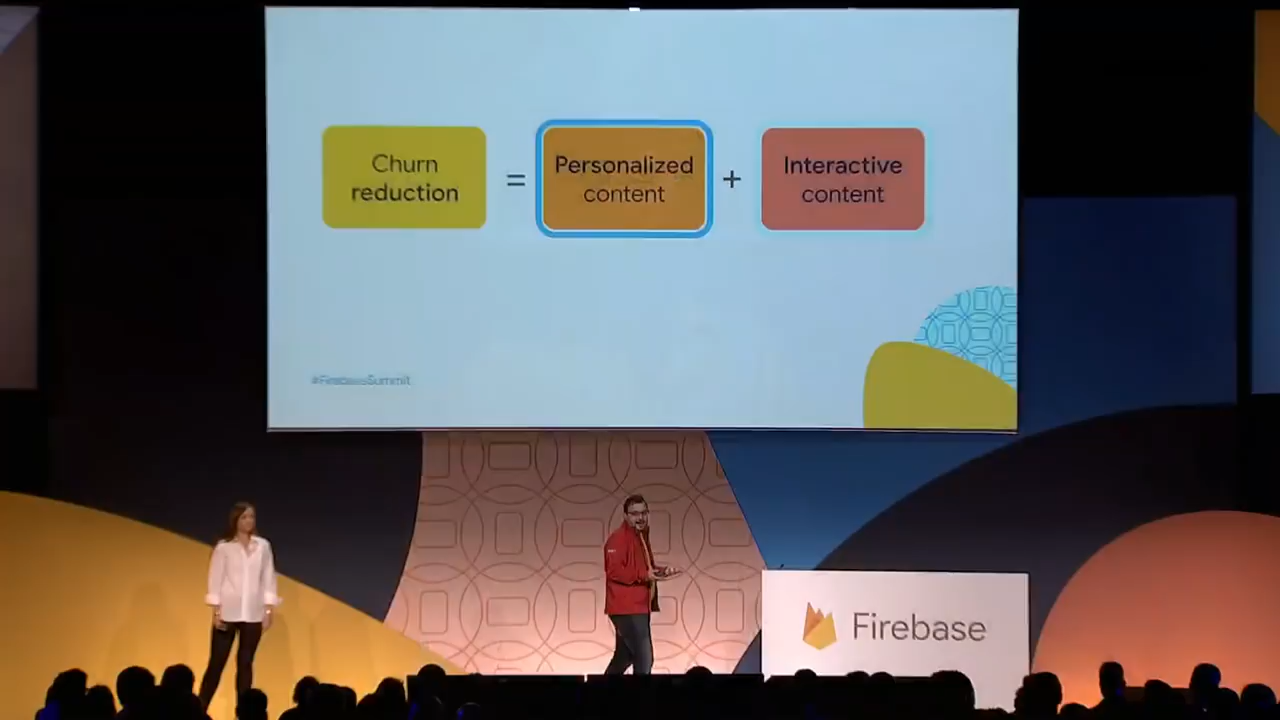 Churn
reduction
=
Personalized
content
+
Interactive
content
#FirebaseSummit
Firebase